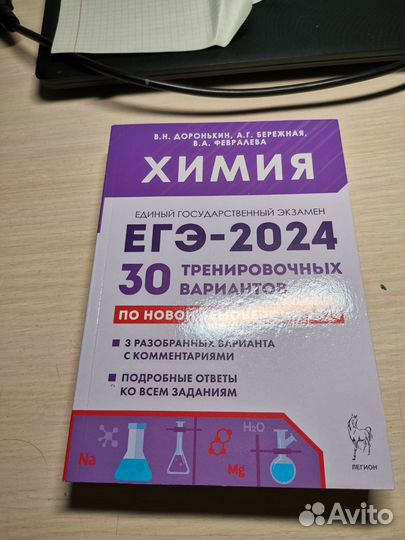 В.Н. ДОРОНЬКИН, А.Г. БЕРЕЖНАЯ,
В.А. ФЕВРАЛЕВА
ХИМИЯ
ЕДИНЫЙ ГОСУДАРСТВЕННЫЙ ЭКЗАМЕН
ЕГЭ-2024
30 ТРЕНИРОВОЧНЫХ
ВАРИАНТОВ
ПО НОВОЙ
3 РАЗОБРАННЫХ ВАРИАНТА
С КОММЕНТАРИЯМИ
ПОДРОБНЫЕ ОТВЕТЫ
КО ВСЕМ ЗАДАНИЯМ
H₂O
Na
Mg
ЛЕГИОН
Avito